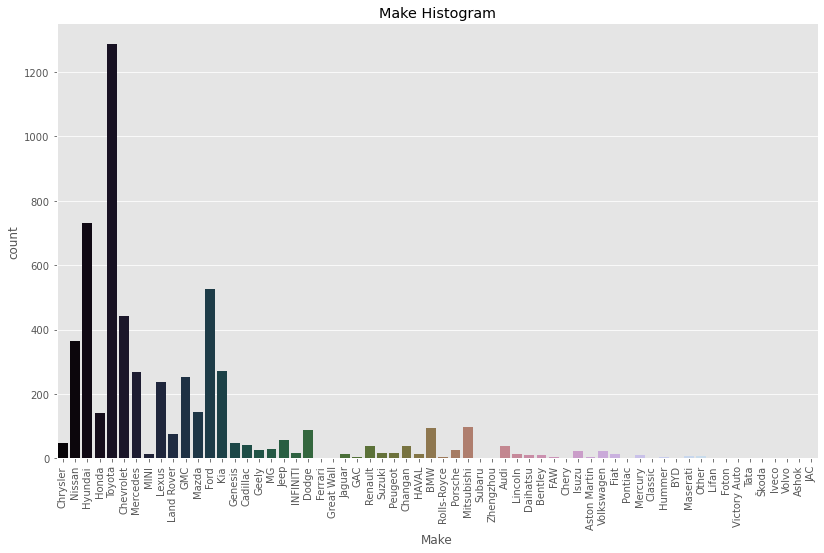 Make Histogram
1200
1000
800
600
400
200
0
count
Chrysler
Nissan
Hyundai
Honda
Toyota
Chevrolet
Mercedes
MINI
Lexus
Land Rover
GMC
Mazda
Ford
Kia
Genesis
Cadillac
Geely
MG
Jeep
INFINITI
Dodge
Ferrari
Great Wall
Jaguar
GAC
Renault
Suzuki
Peugeot
Changan
HAVAL
BMW
Rolls-Royce
Porsche
Mitsubishi
Subaru
Zhengzhou
Audi
Lincoln
Daihatsu
Bentley
FAW
Chery
Isuzu
Aston Martin
Volkswagen
Fiat
Pontiac
Mercury
Classic
Hummer
BYD
Maserati
Other
Lifan
Foton
Victory Auto
Tata
Škoda
Iveco
Volvo
Ashok
JAC
Make